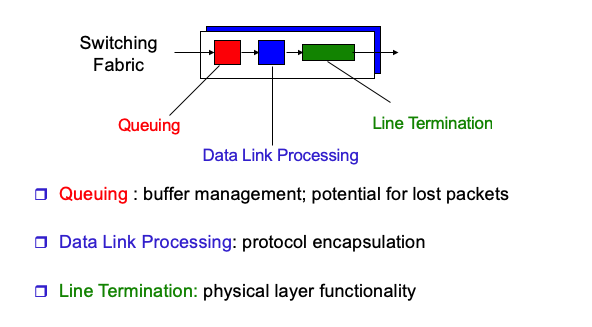 Switching
Fabric
Queuing
Line Termination
Data Link Processing
Queuing : buffer management; potential for lost packets
Data Link Processing: protocol encapsulation
Line Termination: physical layer functionality